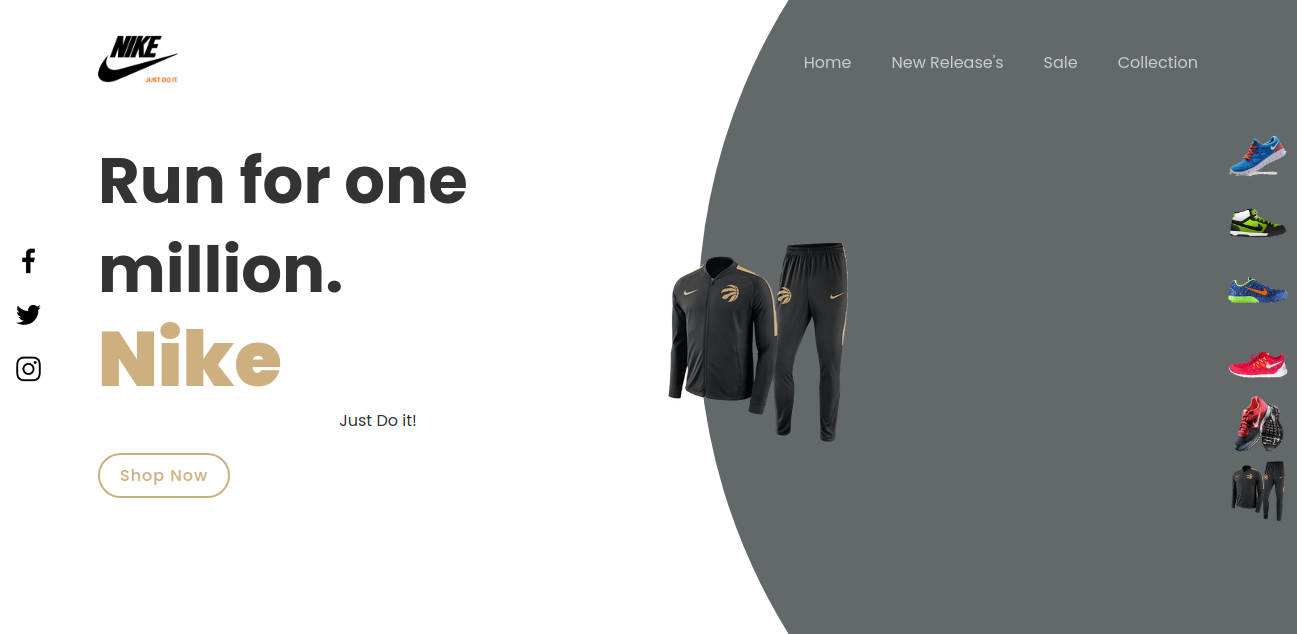 NIKE
JUST DO IT.
Home New Release's Sale Collection
Run for one
million.
Nike
Just Do it!
Shop Now